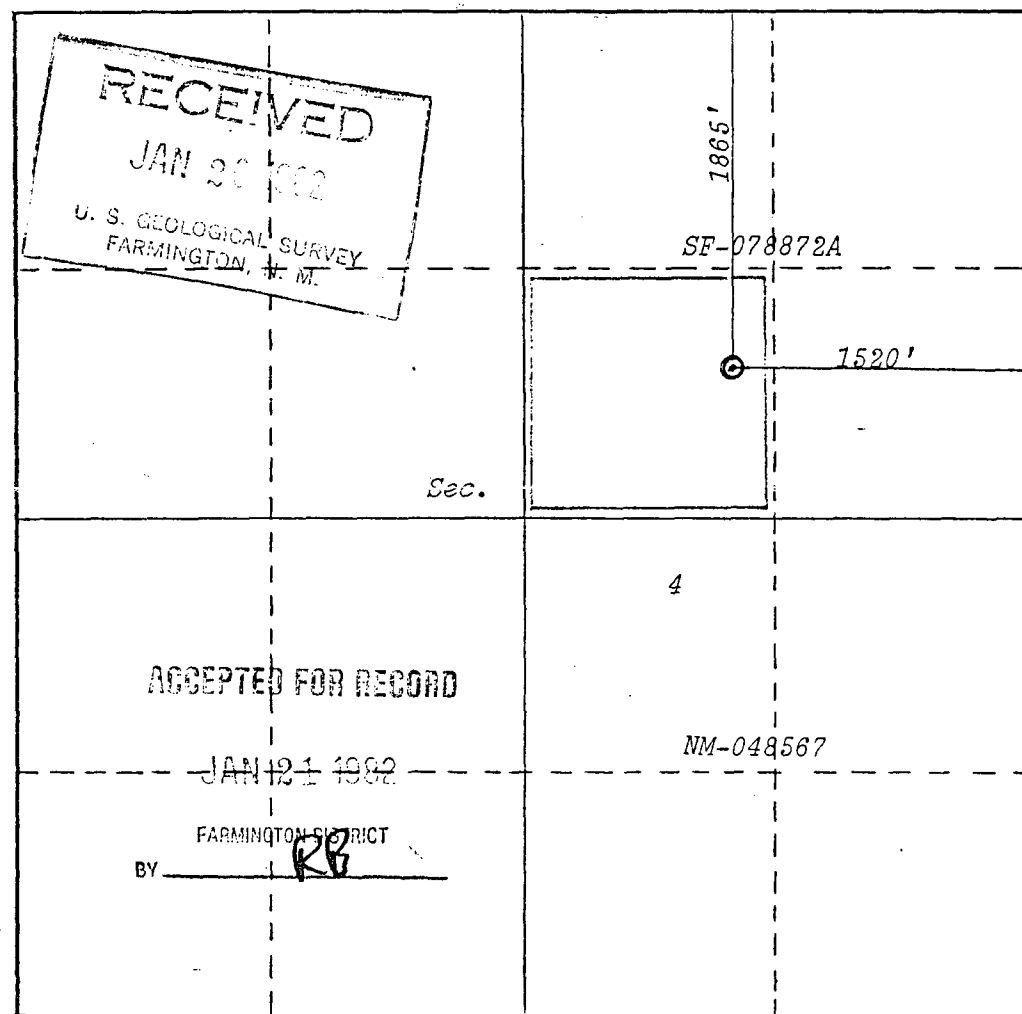 RECEIVED
JAN 20 1982
U. S. GEOLOGICAL SURVEY
FARMINGTON, N. M.
1865'
SF-078872A
1520'
Sec.
4
ACCEPTED FOR RECORD
NM-048567
JAN 21 1982
FARMINGTON DISTRICT
BY RB